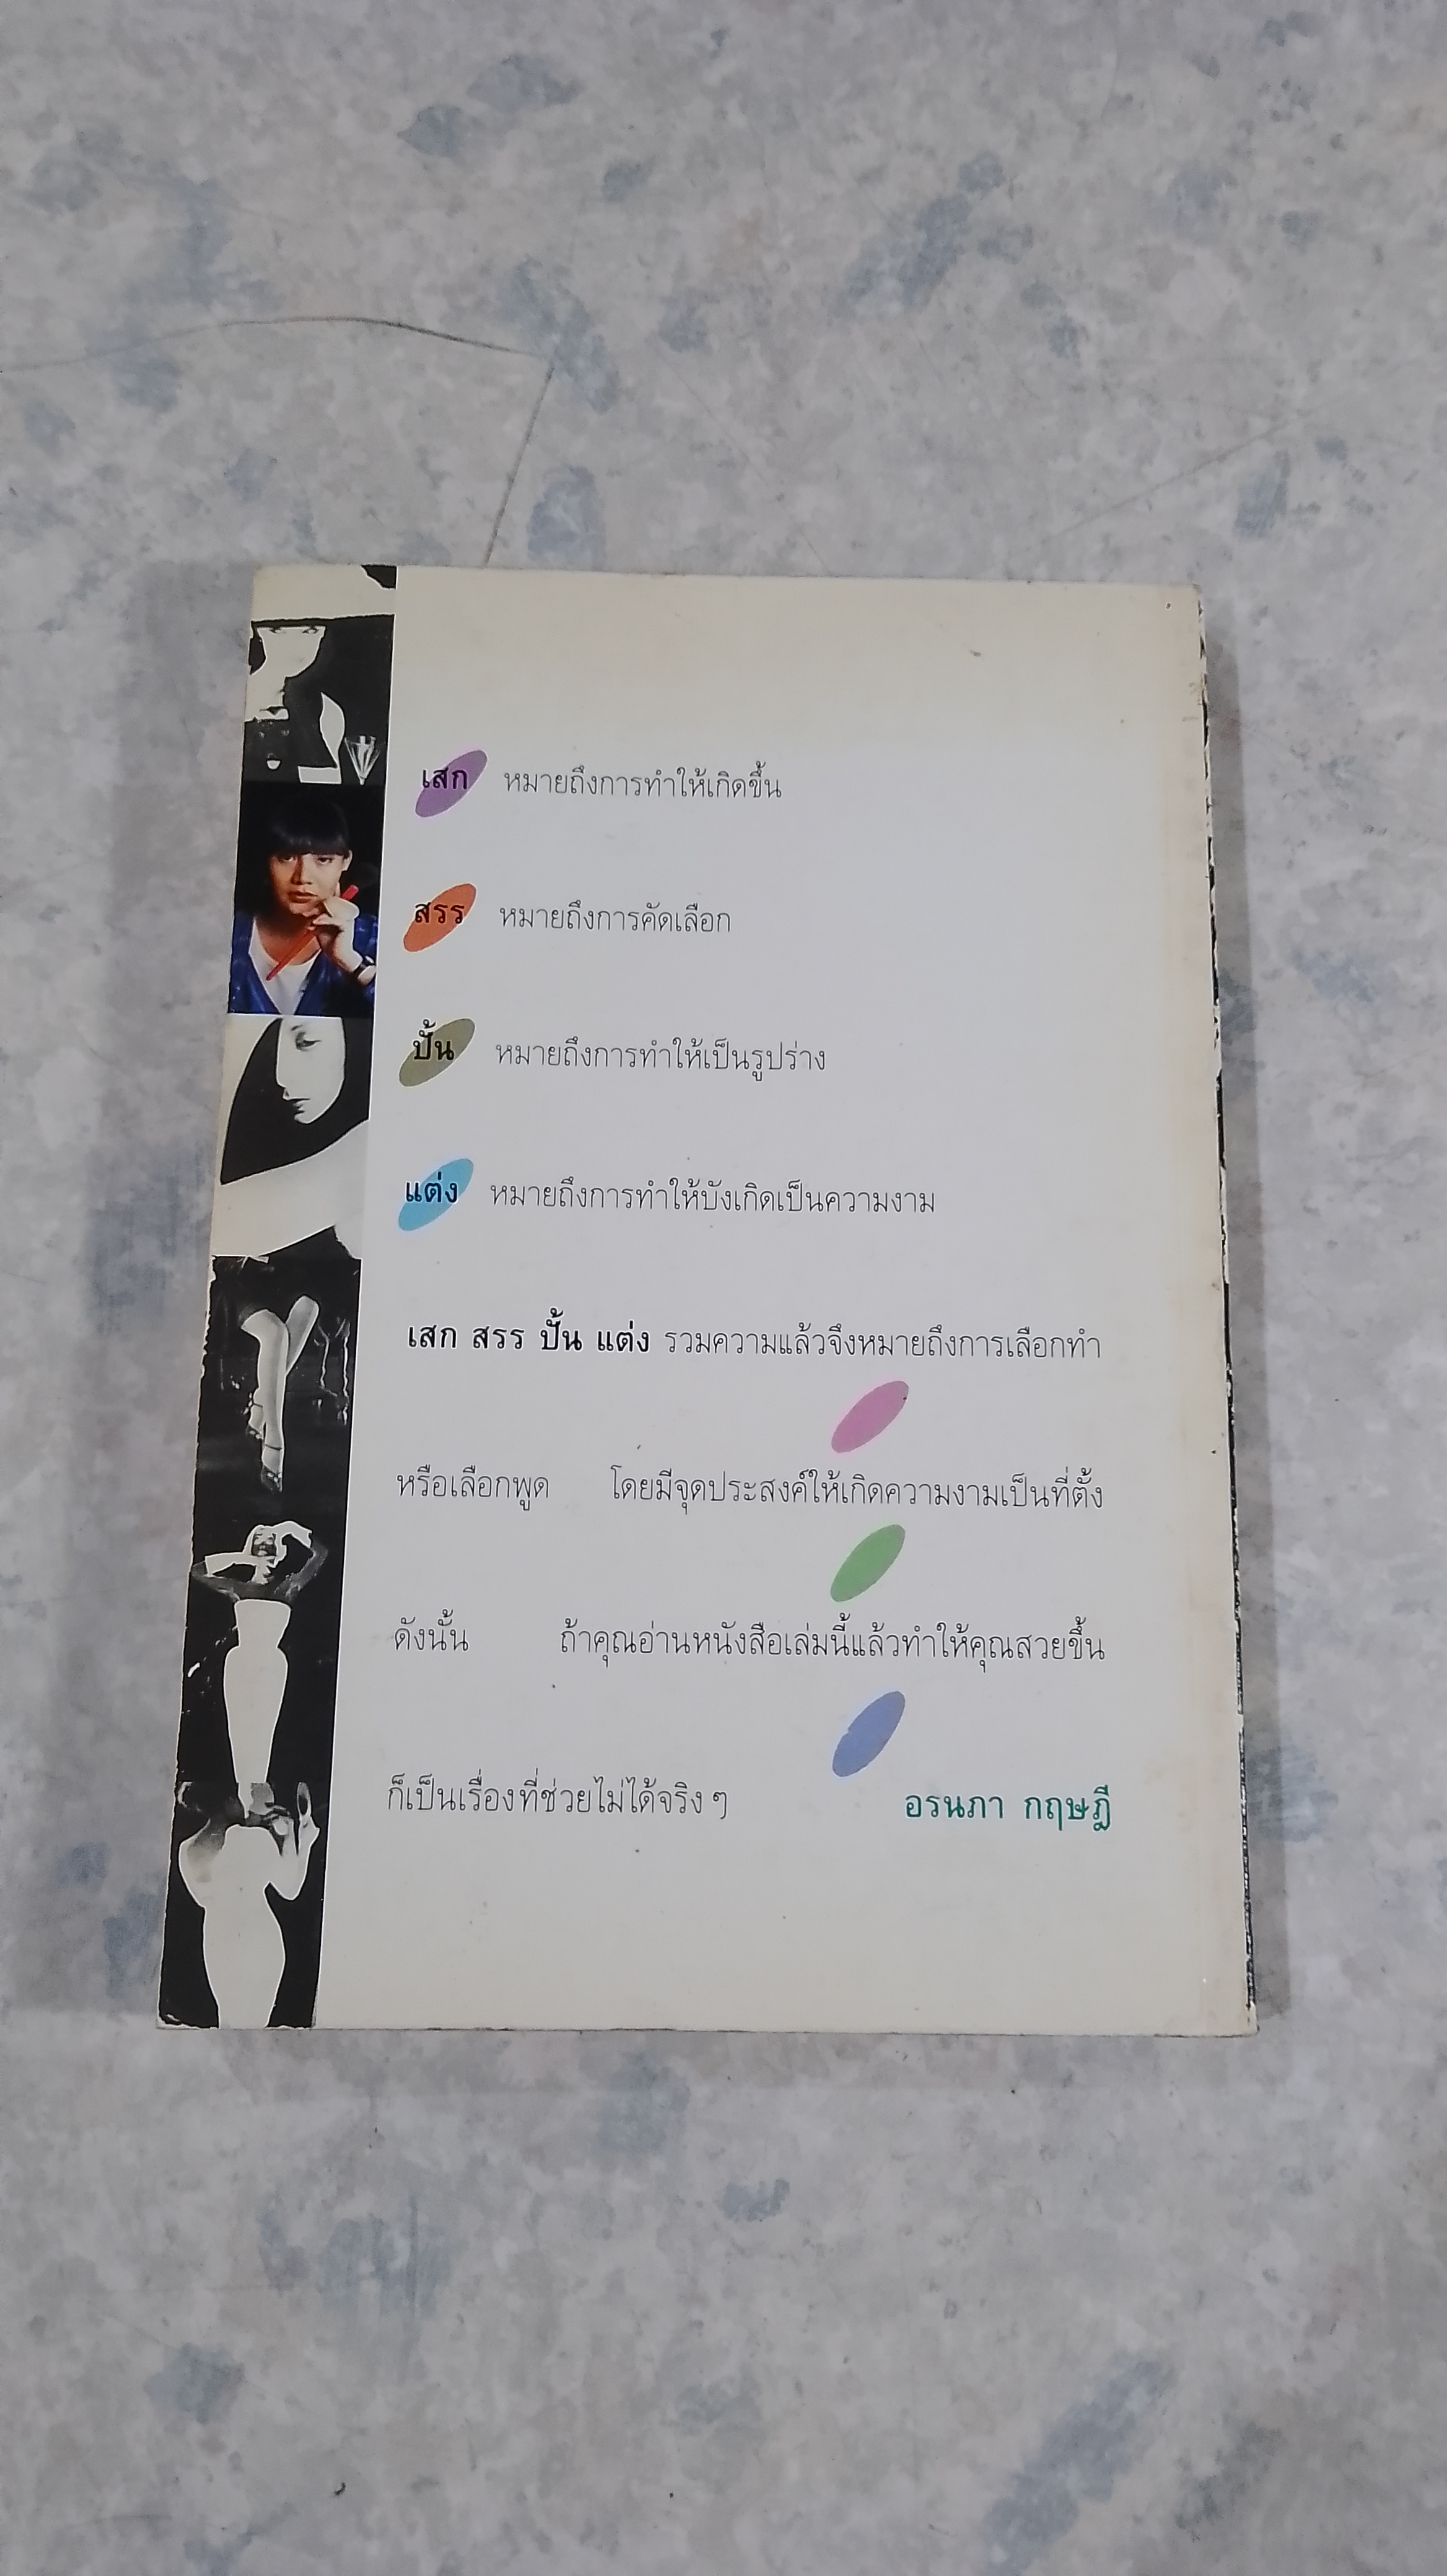 เสก หมายถึงการทำให้เกิดขึ้น
สรร หมายถึงการคัดเลือก
ปั้น หมายถึงการทำให้เป็นรูปร่าง
แต่ง หมายถึงการทำให้บังเกิดเป็นความงาม
เสก สรร ปั้น แต่ง รวมความแล้วจึงหมายถึงการเลือกทำ
หรือเลือกพูด โดยมีจุดประสงค์ให้เกิดความงามเป็นที่ตั้ง
ดังนั้น ถ้าคุณอ่านหนังสือเล่มนี้แล้วทำให้คุณสวยขึ้น
ก็เป็นเรื่องที่ช่วยไม่ได้จริงๆ อรนภา กฤษฎี